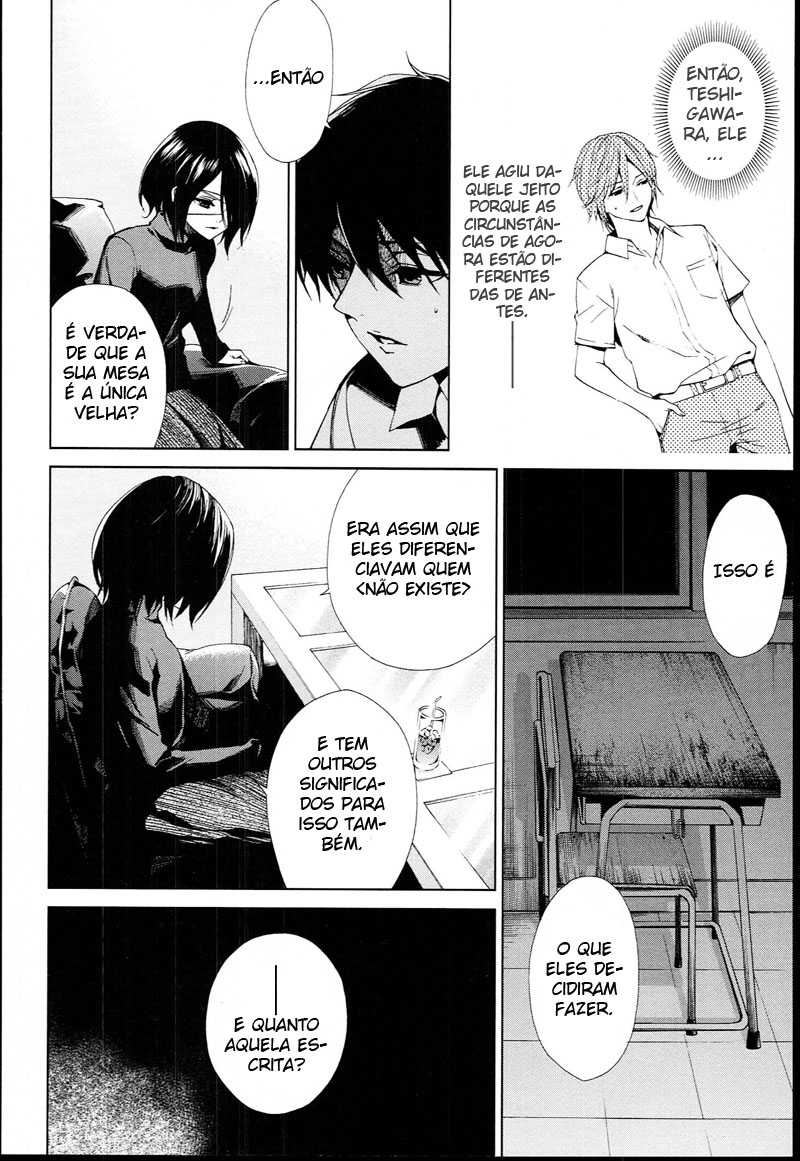 ENTÃO,
TESHI-
GAWA-
RA, ELE
...
ELE AGIU DA-
QUELE JEITO
PORQUE AS
CIRCUNSTÂN-
CIAS DE AGO-
RA ESTÃO DI-
FERENTES
DAS DE AN-
TES.
...ENTÃO
É VERDA-
DE QUE A
SUA MESA
É A ÚNICA
VELHA?
ISSO É
O QUE
ELES DE-
CIDIRAM
FAZER.
ERA ASSIM QUE
ELES DIFEREN-
CIAVAM QUEM
<NÃO EXISTE>
E TEM
OUTROS
SIGNIFICA-
DOS PARA
ISSO TAM-
BÉM.
E QUANTO
AQUELA ES-
CRITA?